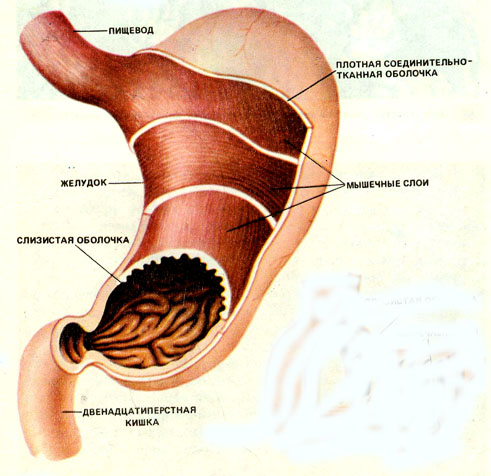 ПИЩЕВОД
ПЛОТНАЯ СОЕДИНИТЕЛЬНО-
ТКАННАЯ ОБОЛОЧКА
ЖЕЛУДОК
МЫШЕЧНЫЕ СЛОИ
СЛИЗИСТАЯ ОБОЛОЧКА
ДВЕНАДЦАТИПЕРСТНАЯ
КИШКА